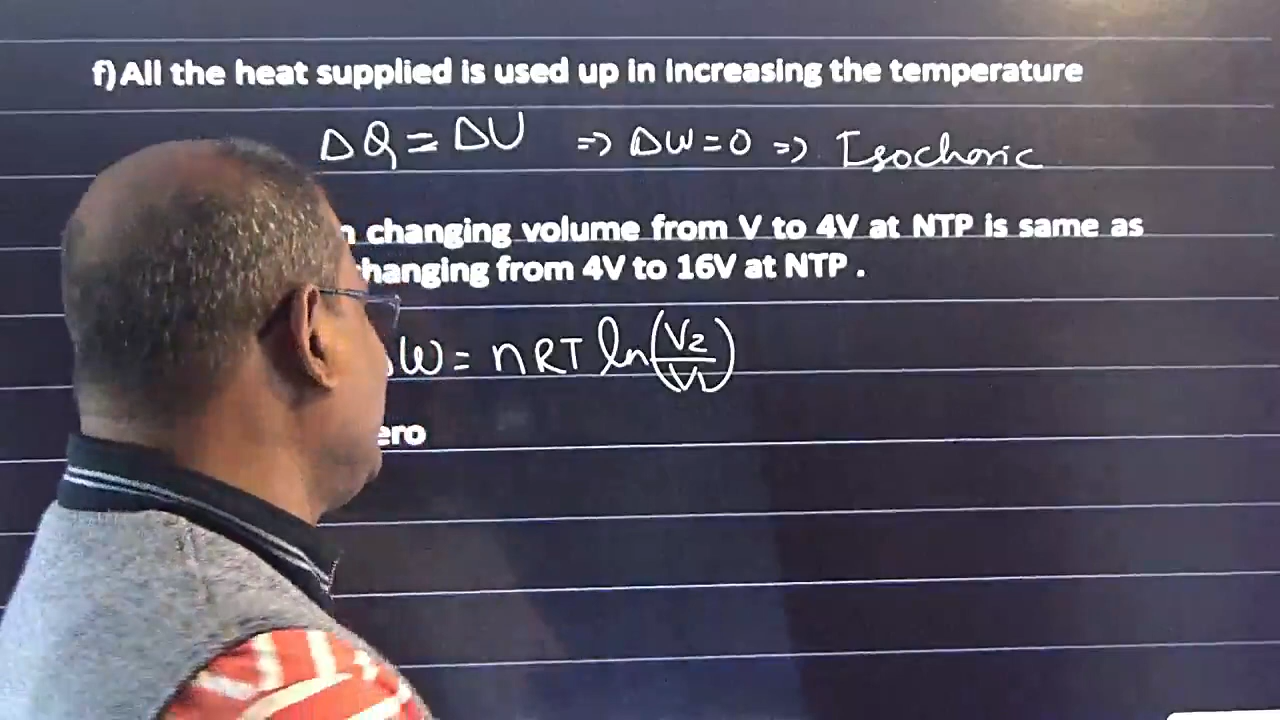 f) All the heat supplied is used up in increasing the temperature
ΔQ = ΔU ⇒ ΔW = 0 ⇒ Isochoric
changing volume from V to 4V at NTP is same as
changing from 4V to 16V at NTP .
W = nRT ln(V2/V1)